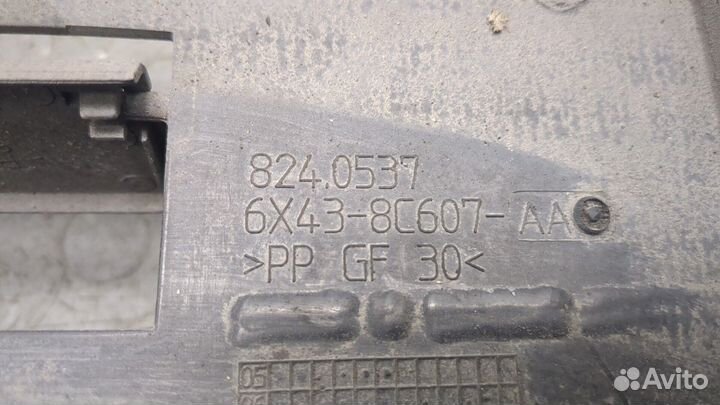 824.0537
6X43-8C607-AA
>PP GF 30<
05
Avito